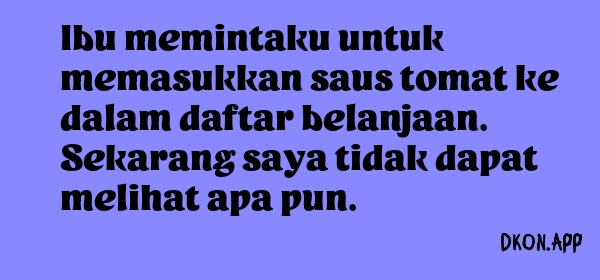 Ibu memintaku untuk
memasukkan saus tomat ke
dalam daftar belanjaan.
Sekarang saya tidak dapat
melihat apa pun.
DKON.APP